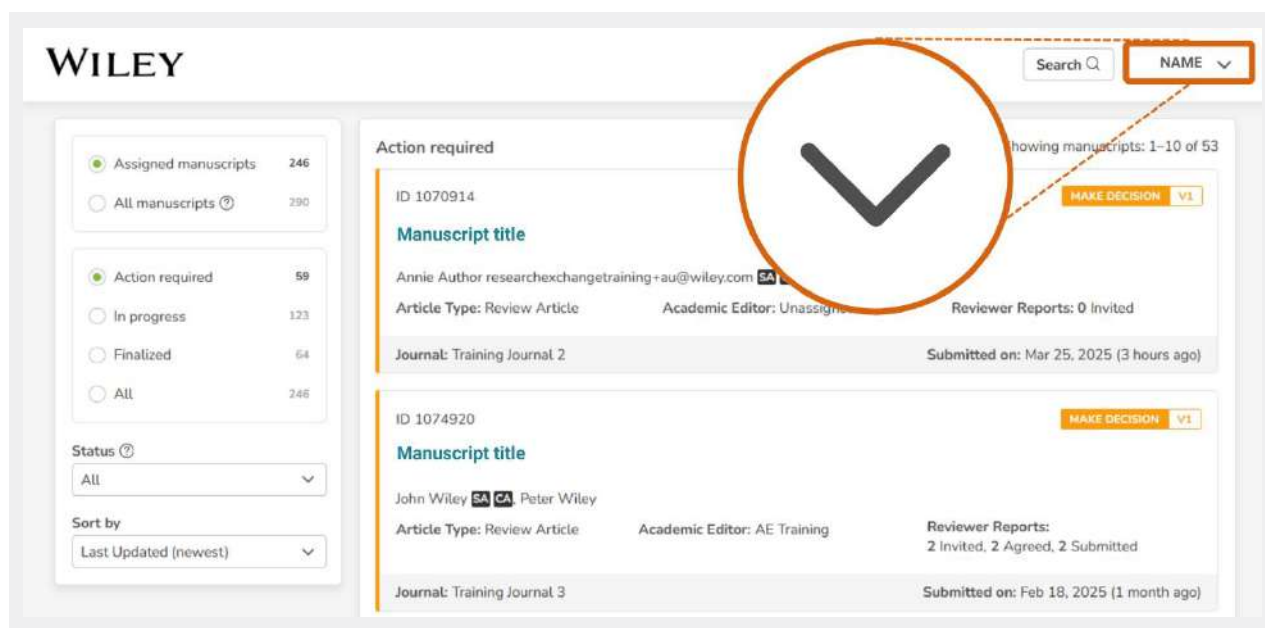 WILEY
Search
NAME
Assigned manuscripts 246
All manuscripts 290
Action required 59
In progress 123
Finalized 64
All 246
Status
All
Sort by
Last Updated (newest)
Action required
howing manuscripts: 1–10 of 53
ID 1070914
MAKE DECISION V1
Manuscript title
Annie Author researchexchangetraining+au@wiley.com SA
Article Type: Review Article Academic Editor: Unassigne Reviewer Reports: 0 Invited
Journal: Training Journal 2 Submitted on: Mar 25, 2025 (3 hours ago)
ID 1074920
MAKE DECISION V1
Manuscript title
John Wiley SA CA, Peter Wiley
Article Type: Review Article Academic Editor: AE Training Reviewer Reports:
2 Invited, 2 Agreed, 2 Submitted
Journal: Training Journal 3 Submitted on: Feb 18, 2025 (1 month ago)